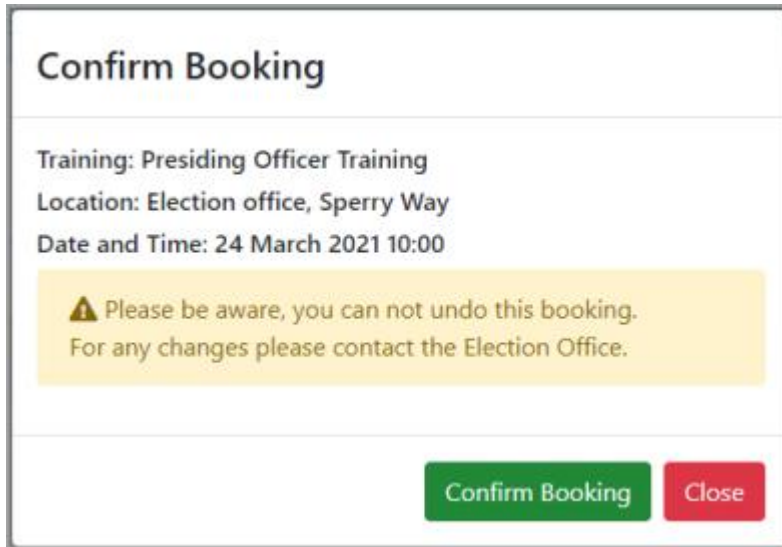 Confirm Booking
Training: Presiding Officer Training
Location: Election office, Sperry Way
Date and Time: 24 March 2021 10:00
Please be aware, you can not undo this booking.
For any changes please contact the Election Office.
Confirm Booking
Close